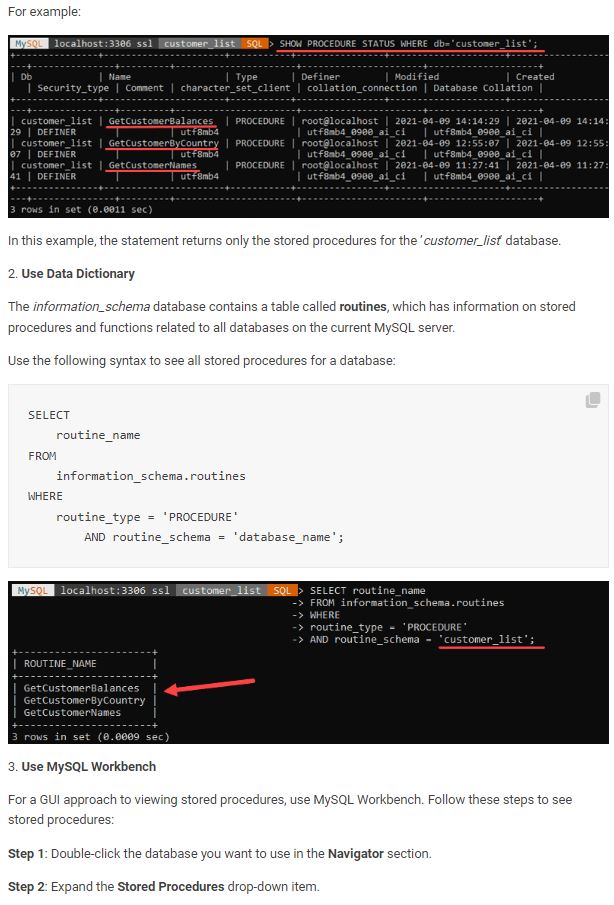 For example:
MySQL localhost:3306 ssl customer_list SQL > SHOW PROCEDURE STATUS WHERE db='customer_list';
+---------------+----------------------+-----------+----------------+---------------------+---------
---+---------------+---------+----------------------+----------------------+--------------------+
| Db | Name | Type | Definer | Modified | Created
| Security_type | Comment | character_set_client | collation_connection | Database Collation |
+---------------+----------------------+-----------+----------------+---------------------+---------
---+---------------+---------+----------------------+----------------------+--------------------+
| customer_list | GetCustomerBalances | PROCEDURE | root@localhost | 2021-04-09 14:14:29 | 2021-04-09 14:14:
29 | DEFINER | | utf8mb4 | utf8mb4_0900_ai_ci | utf8mb4_0900_ai_ci |
| customer_list | GetCustomerByCountry | PROCEDURE | root@localhost | 2021-04-09 12:55:07 | 2021-04-09 12:55:
07 | DEFINER | | utf8mb4 | utf8mb4_0900_ai_ci | utf8mb4_0900_ai_ci |
| customer_list | GetCustomerNames | PROCEDURE | root@localhost | 2021-04-09 11:27:41 | 2021-04-09 11:27:
41 | DEFINER | | utf8mb4 | utf8mb4_0900_ai_ci | utf8mb4_0900_ai_ci |
+---------------+----------------------+-----------+----------------+---------------------+---------
---+---------------+---------+----------------------+----------------------+--------------------+
3 rows in set (0.0011 sec)
In this example, the statement returns only the stored procedures for the 'customer_list' database.
2. Use Data Dictionary
The information_schema database contains a table called routines, which has information on stored
procedures and functions related to all databases on the current MySQL server.
Use the following syntax to see all stored procedures for a database:
SELECT
routine_name
FROM
information_schema.routines
WHERE
routine_type = 'PROCEDURE'
AND routine_schema = 'database_name';
MySQL localhost:3306 ssl customer_list SQL > SELECT routine_name
-> FROM information_schema.routines
-> WHERE
-> routine_type = 'PROCEDURE'
-> AND routine_schema = 'customer_list';
+----------------------+
| ROUTINE_NAME |
+----------------------+
| GetCustomerBalances |
| GetCustomerByCountry |
| GetCustomerNames |
+----------------------+
3 rows in set (0.0009 sec)
3. Use MySQL Workbench
For a GUI approach to viewing stored procedures, use MySQL Workbench. Follow these steps to see
stored procedures:
Step 1: Double-click the database you want to use in the Navigator section.
Step 2: Expand the Stored Procedures drop-down item.